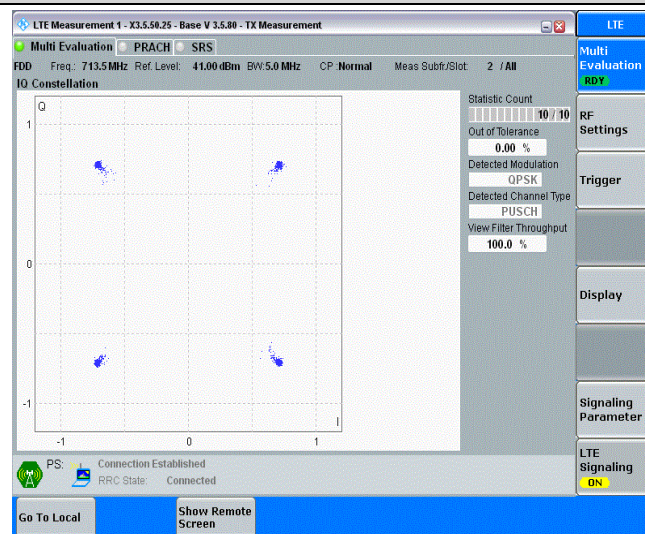 LTE Measurement 1 - X3.5.50.25 - Base V 3.5.80 - TX Measurement
LTE
Multi Evaluation PRACH SRS
FDD Freq.: 713.5 MHz Ref. Level: 41.00 dBm BW: 5.0 MHz CP :Normal Meas Subfr./Slot: 2 / All
IQ Constellation
Q
1
0
-1
-1 0 1
I
Statistic Count
10 / 10
Out of Tolerance
0.00 %
Detected Modulation
QPSK
Detected Channel Type
PUSCH
View Filter Throughput
100.0 %
Multi
Evaluation
RDY
RF
Settings
Trigger
Display
Signaling
Parameter
LTE
Signaling
ON
PS: Connection Established
RRC State: Connected
Go To Local
Show Remote
Screen